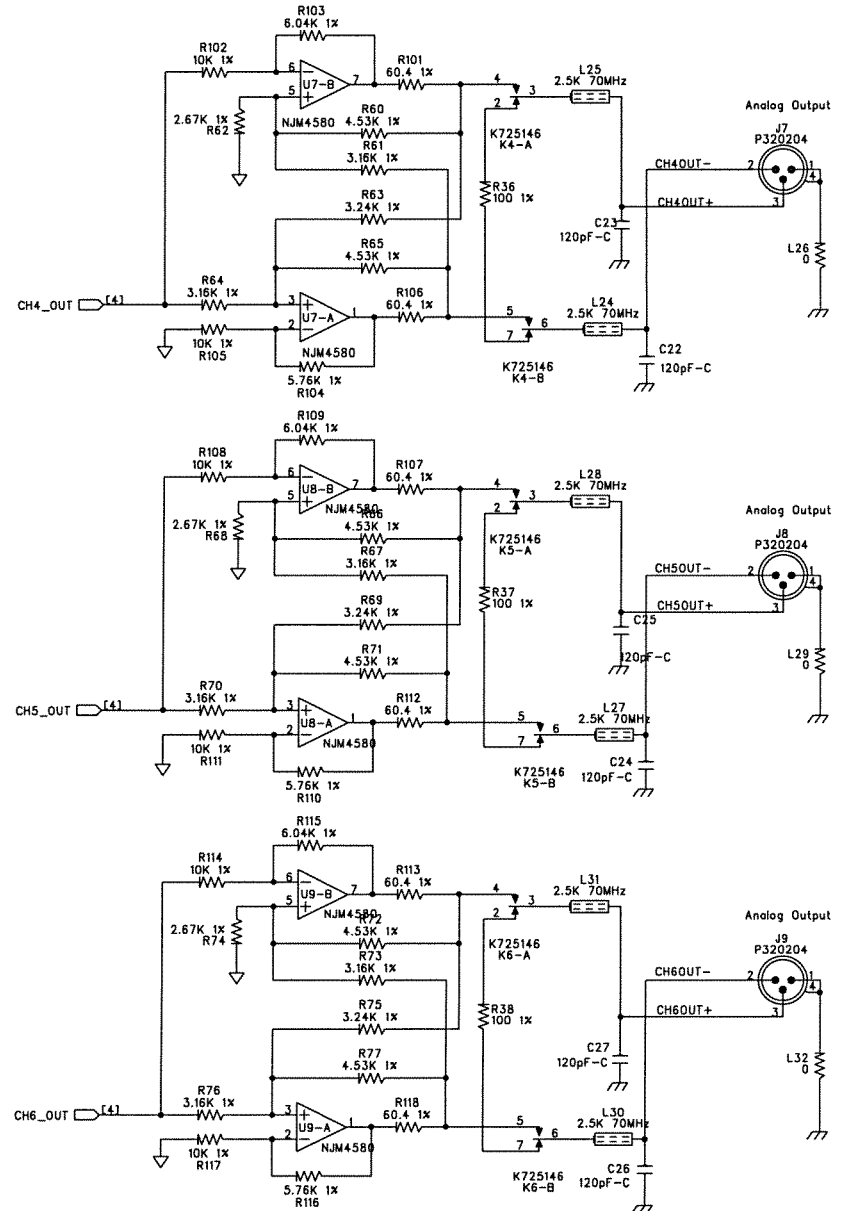 R103
6.04K 1%
R102
10K 1%
6
5
U7-B
7
R101
60.4 1%
2.67K 1%
R62
NJM4580
R60
4.53K 1%
R61
3.16K 1%
R63
3.24K 1%
R65
4.53K 1%
4
3
2
K725146
K4-A
R36
100 1%
L25
2.5K 70MHz
Analog Output
J7
P320204
CH4OUT-
2
1
4
CH4OUT+
3
C23
120pF-C
L26
0
CH4_OUT
[4]
R64
3.16K 1%
3
2
U7-A
1
NJM4580
R106
60.4 1%
10K 1%
R105
5.76K 1%
R104
5
6
7
K725146
K4-B
L24
2.5K 70MHz
C22
120pF-C
R109
6.04K 1%
R108
10K 1%
6
5
U8-B
7
R107
60.4 1%
2.67K 1%
R68
NJM4580
R66
4.53K 1%
R67
3.16K 1%
R69
3.24K 1%
R71
4.53K 1%
4
3
2
K725146
K5-A
R37
100 1%
L28
2.5K 70MHz
Analog Output
J8
P320204
CH5OUT-
2
1
4
CH5OUT+
3
C25
120pF-C
L29
0
CH5_OUT
[4]
R70
3.16K 1%
3
2
U8-A
1
NJM4580
R112
60.4 1%
10K 1%
R111
5.76K 1%
R110
5
6
7
K725146
K5-B
L27
2.5K 70MHz
C24
120pF-C
R115
6.04K 1%
R114
10K 1%
6
5
U9-B
7
R113
60.4 1%
2.67K 1%
R74
NJM4580
R72
4.53K 1%
R73
3.16K 1%
R75
3.24K 1%
R77
4.53K 1%
4
3
2
K725146
K6-A
R38
100 1%
L31
2.5K 70MHz
Analog Output
J9
P320204
CH6OUT-
2
1
4
CH6OUT+
3
C27
120pF-C
L32
0
CH6_OUT
[4]
R76
3.16K 1%
3
2
U9-A
1
NJM4580
R118
60.4 1%
10K 1%
R117
5.76K 1%
R116
5
6
7
K725146
K6-B
L30
2.5K 70MHz
C26
120pF-C